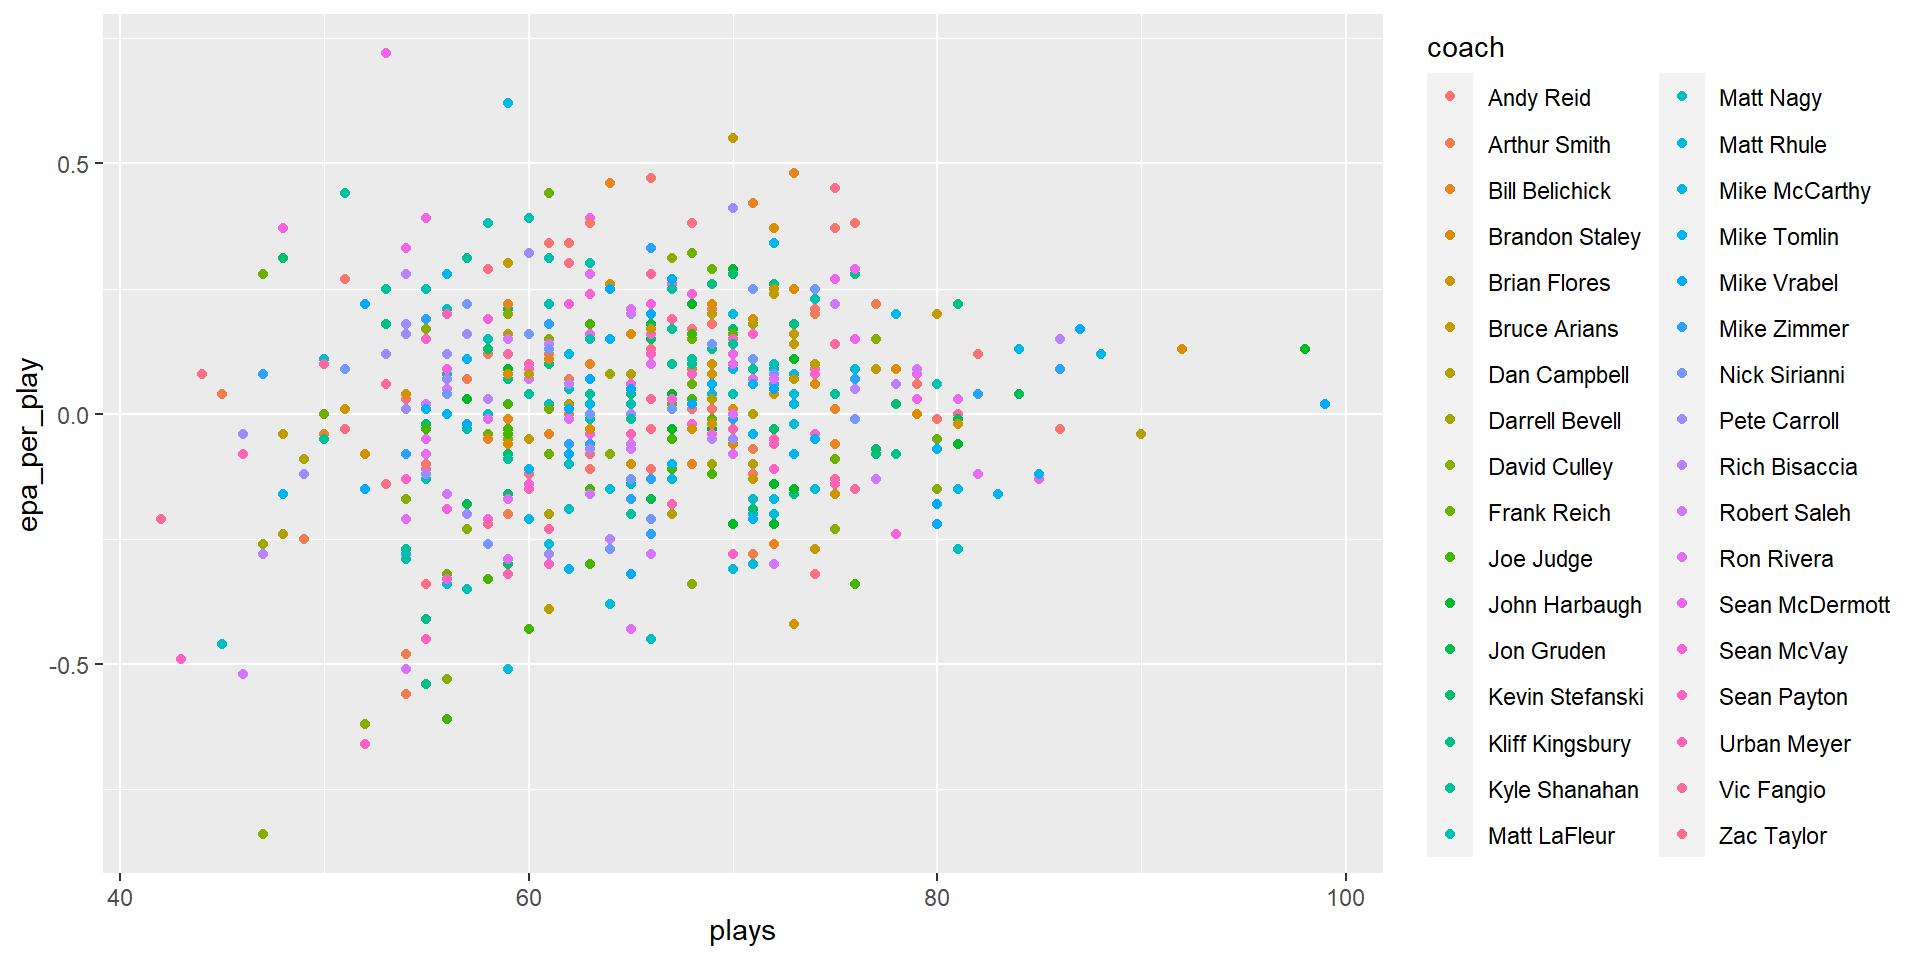 coach
Andy Reid
Arthur Smith
Bill Belichick
Brandon Staley
Brian Flores
Bruce Arians
Dan Campbell
Darrell Bevell
David Culley
Frank Reich
Joe Judge
John Harbaugh
Jon Gruden
Kevin Stefanski
Kliff Kingsbury
Kyle Shanahan
Matt LaFleur
Matt Nagy
Matt Rhule
Mike McCarthy
Mike Tomlin
Mike Vrabel
Mike Zimmer
Nick Sirianni
Pete Carroll
Rich Bisaccia
Robert Saleh
Ron Rivera
Sean McDermott
Sean McVay
Sean Payton
Urban Meyer
Vic Fangio
Zac Taylor
epa_per_play
0.5
0.0
-0.5
40
60
80
100
plays